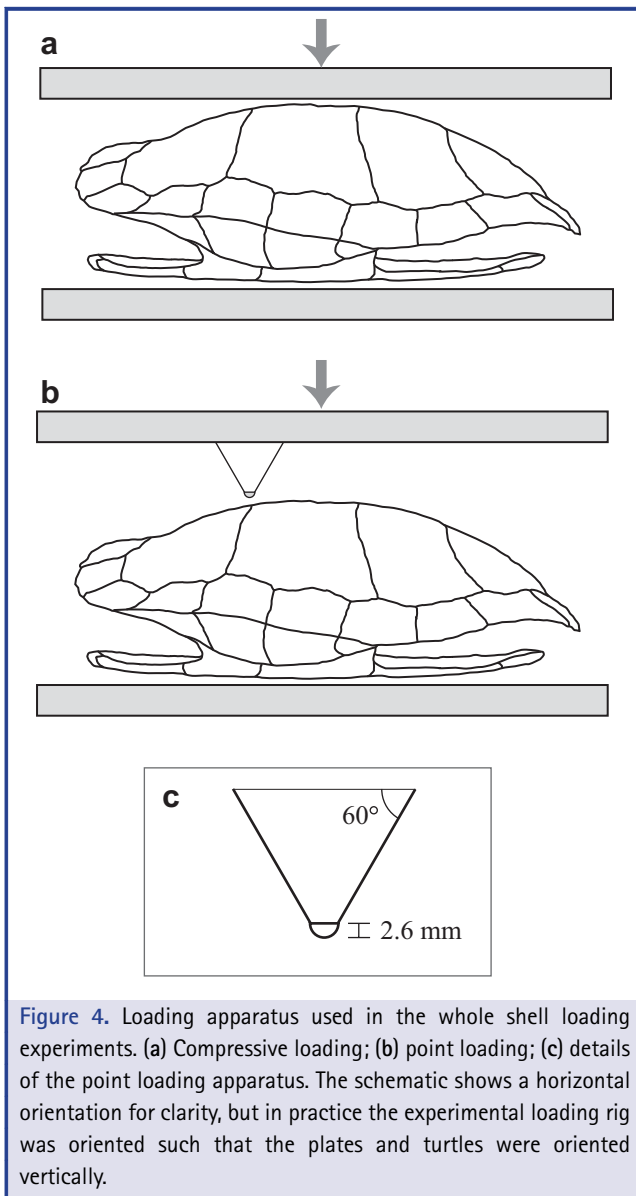 a
b
c
60°
2.6 mm
Figure 4. Loading apparatus used in the whole shell loading
experiments. (a) Compressive loading; (b) point loading; (c) details
of the point loading apparatus. The schematic shows a horizontal
orientation for clarity, but in practice the experimental loading rig
was oriented such that the plates and turtles were oriented
vertically.